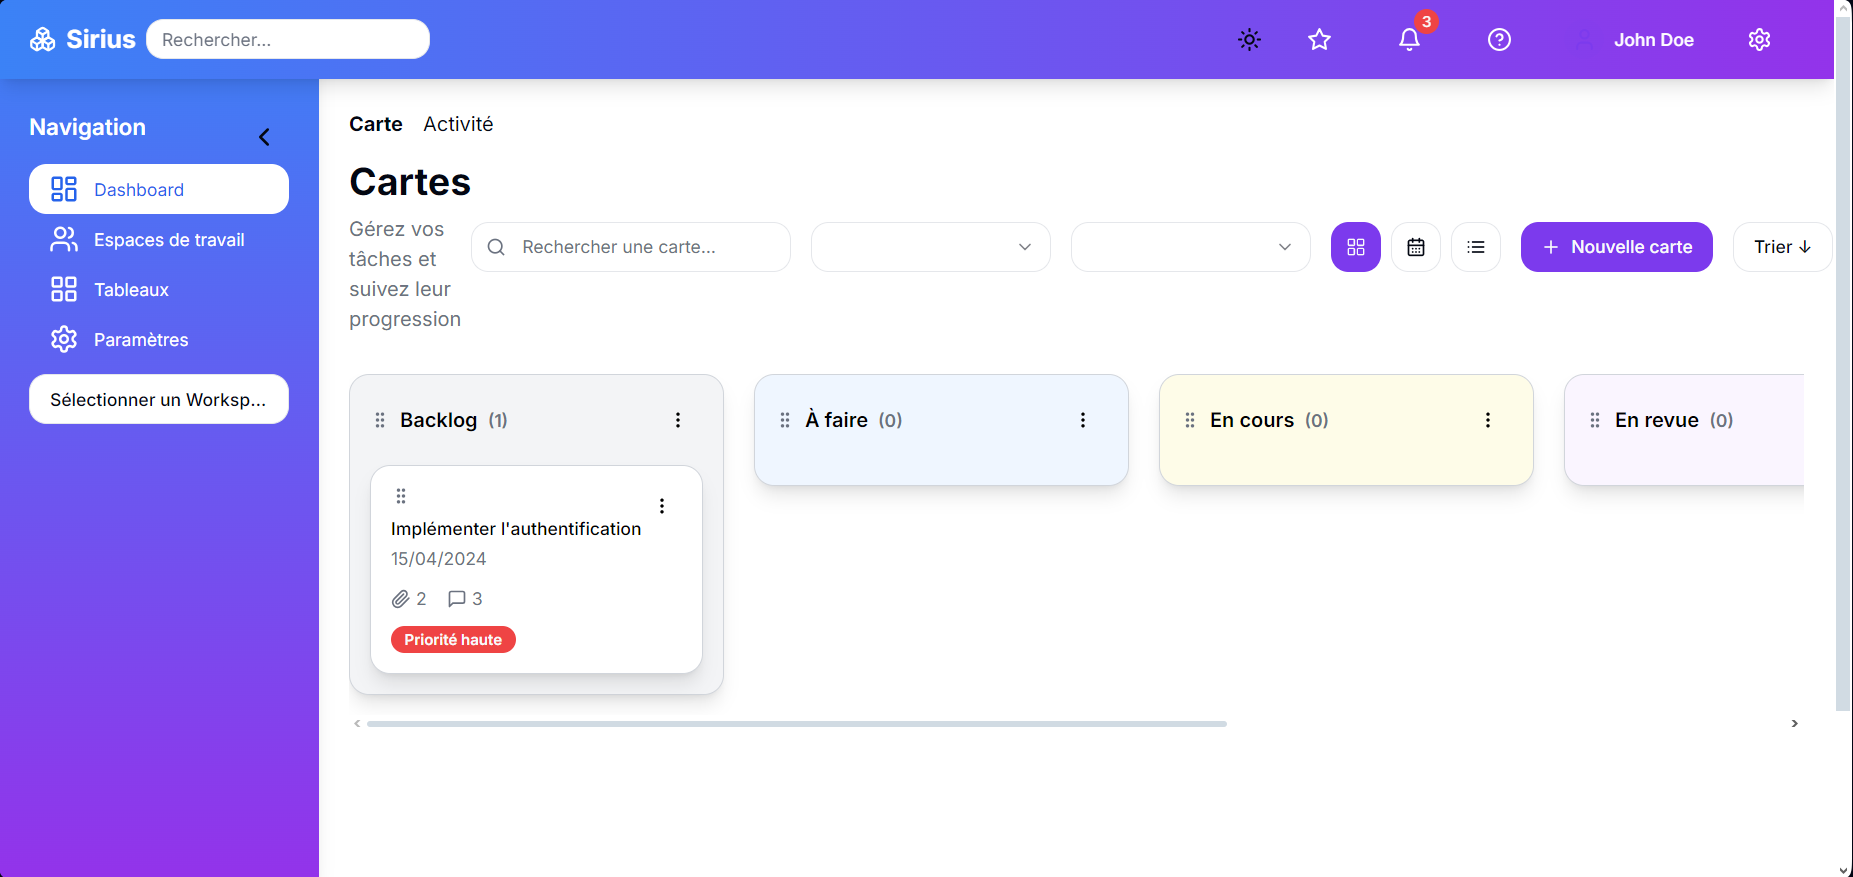 Sirius
Rechercher...
3
John Doe
Navigation
Dashboard
Espaces de travail
Tableaux
Paramètres
Sélectionner un Worksp...
Carte
Activité
Cartes
Gérez vos
tâches et
suivez leur
progression
Rechercher une carte...
Nouvelle carte
Trier ↓
Backlog (1)
Implémenter l'authentification
15/04/2024
2
3
Priorité haute
À faire (0)
En cours (0)
En revue (0)